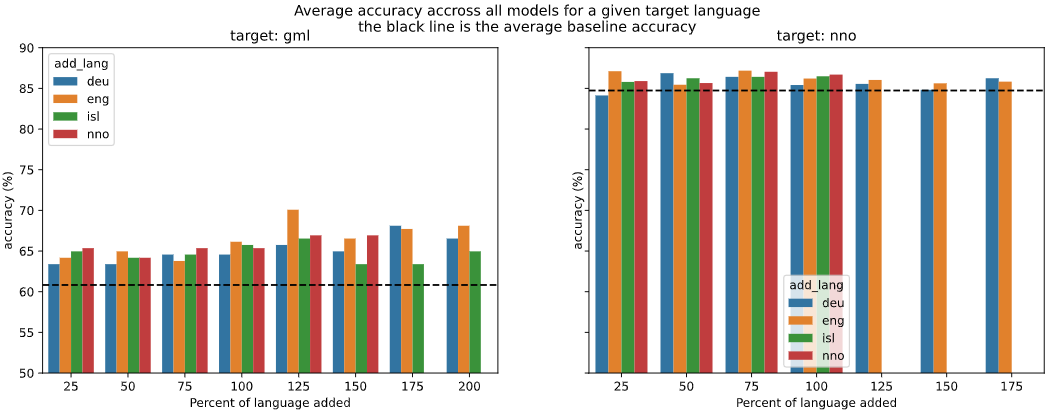 Average accuracy accross all models for a given target language
the black line is the average baseline accuracy
target: gml
90
85
80
75
70
65
60
55
50
accuracy (%)
add_lang
deu
eng
isl
nno
25 50 75 100 125 150 175 200
Percent of language added
target: nno
accuracy (%)
add_lang
deu
eng
isl
nno
25 50 75 100 125 150 175
Percent of language added